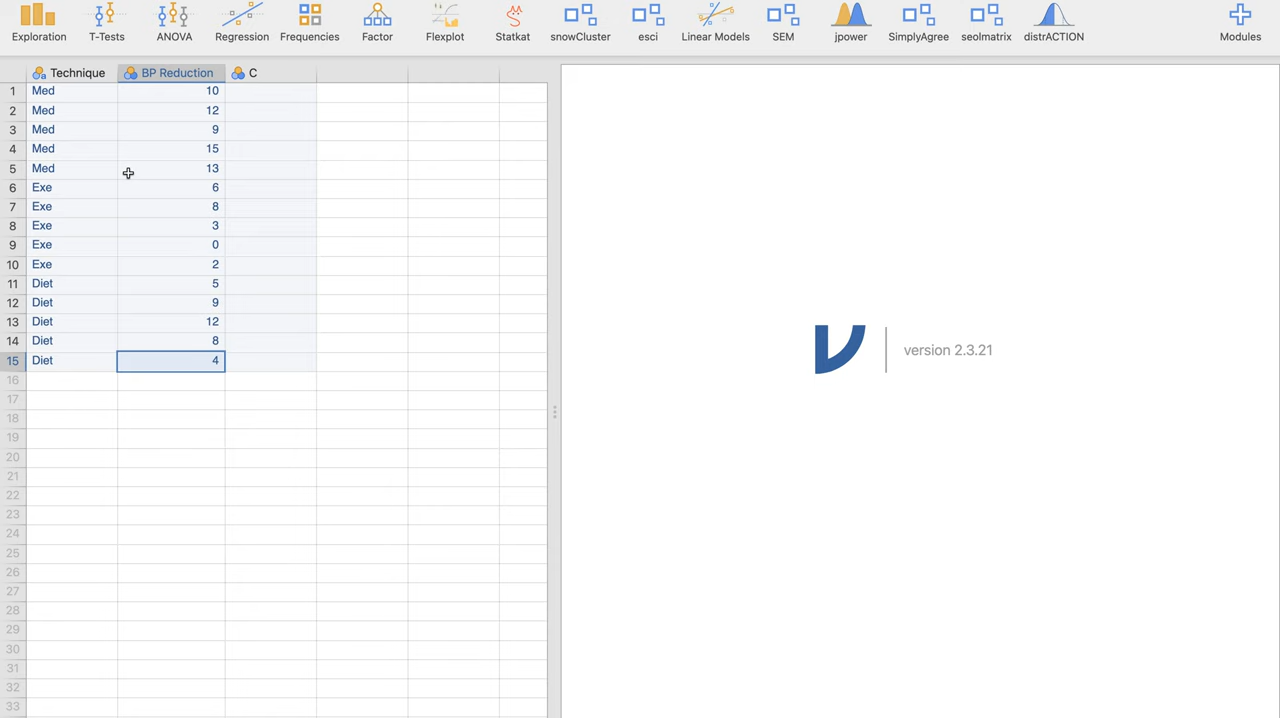 Exploration T-Tests ANOVA Regression Frequencies Factor Flexplot Statkat snowCluster esci Linear Models SEM jpower SimplyAgree seolmatrix distrACTION Modules
Technique BP Reduction C
1 Med 10
2 Med 12
3 Med 9
4 Med 15
5 Med 13
6 Exe 6
7 Exe 8
8 Exe 3
9 Exe 0
10 Exe 2
11 Diet 5
12 Diet 9
13 Diet 12
14 Diet 8
15 Diet 4
16
17
18
19
20
21
22
23
24
25
26
27
28
29
30
31
32
33
version 2.3.21